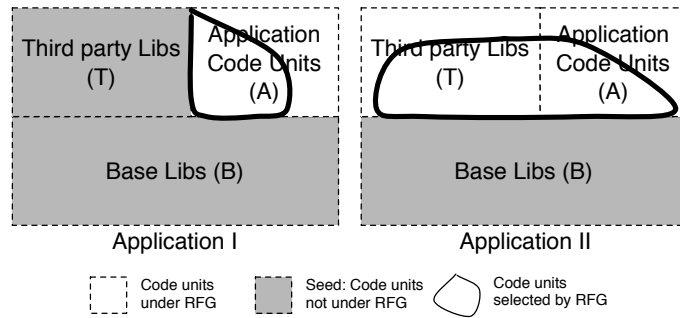 Third party Libs
(T)
Application
Code Units
(A)
Base Libs (B)
Application I
Third party Libs
(T)
Application
Code Units
(A)
Base Libs (B)
Application II
Code units
under RFG
Seed: Code units
not under RFG
Code units
selected by RFG